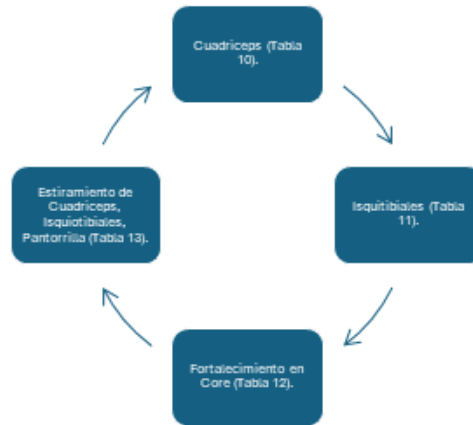 Cuadriceps (Tabla
10).
Isquitibiales (Tabla
11).
Fortalecimiento en
Core (Tabla 12).
Estiramiento de
Cuadriceps,
Isquiotibiales,
Pantorrilla (Tabla 13).